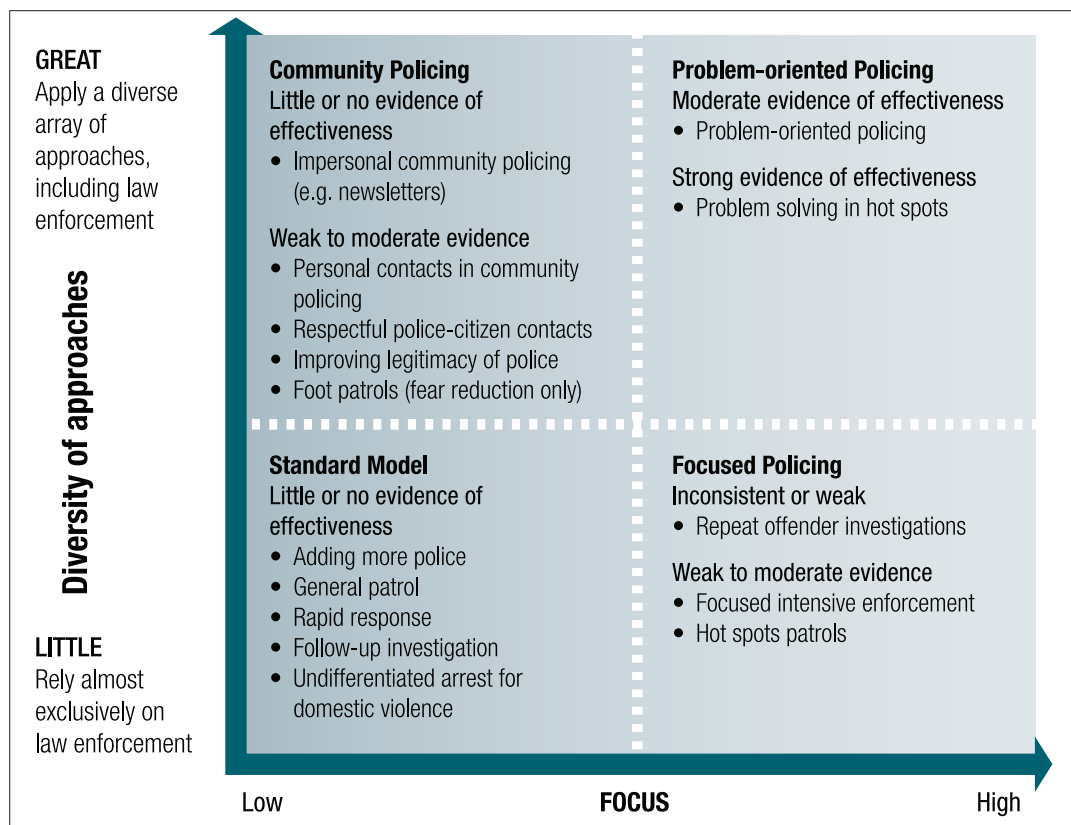 GREAT
Apply a diverse
array of
approaches,
including law
enforcement
Diversity of approaches
LITTLE
Rely almost
exclusively on
law enforcement
Community Policing
Little or no evidence of
effectiveness
• Impersonal community policing
(e.g. newsletters)
Weak to moderate evidence
• Personal contacts in community
policing
• Respectful police-citizen contacts
• Improving legitimacy of police
• Foot patrols (fear reduction only)
Problem-oriented Policing
Moderate evidence of effectiveness
• Problem-oriented policing
Strong evidence of effectiveness
• Problem solving in hot spots
Standard Model
Little or no evidence of
effectiveness
• Adding more police
• General patrol
• Rapid response
• Follow-up investigation
• Undifferentiated arrest for
domestic violence
Focused Policing
Inconsistent or weak
• Repeat offender investigations
Weak to moderate evidence
• Focused intensive enforcement
• Hot spots patrols
Low
FOCUS
High